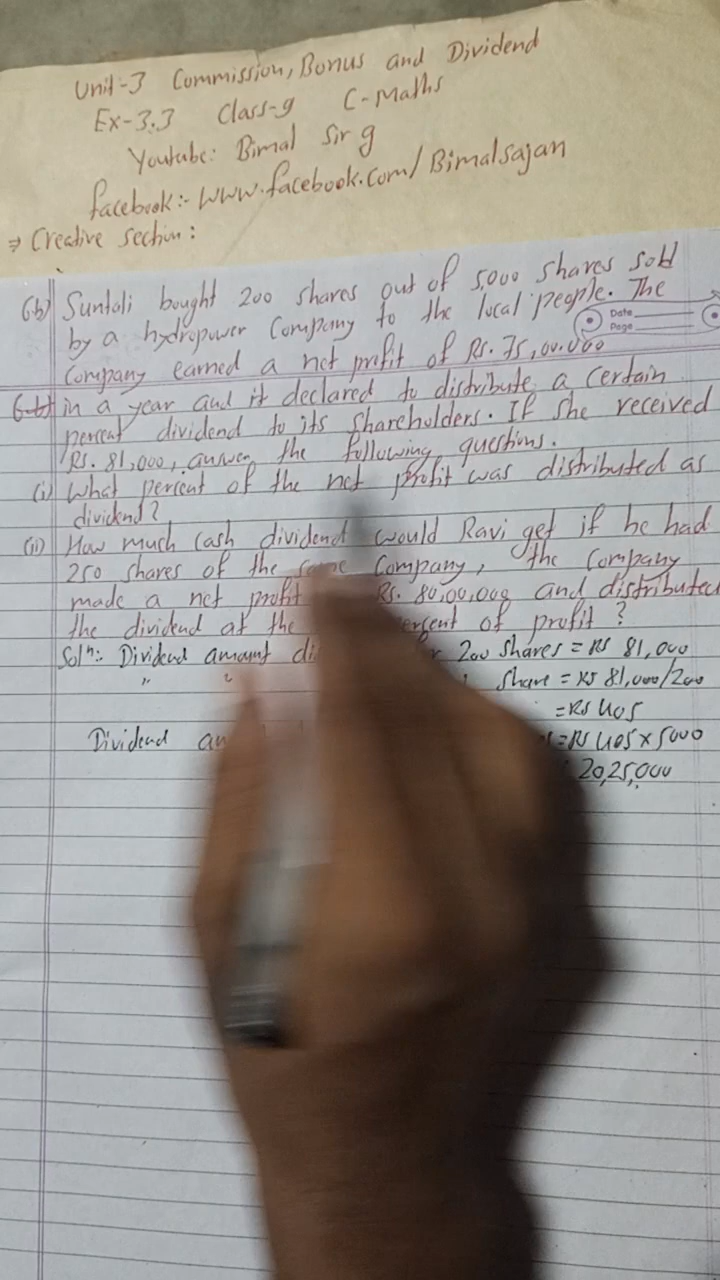 Unit-3 Commission, Bonus and Dividend
Ex-3.3 Class-9 C-Maths
Youtube: Bimal Sir g
facebook:- www.facebook.com/Bimalsajan
⇒ Creative section:
6b) Suntali bought 200 shares out of 5,000 shares sold
by a hydropower Company to the local people. The
Date
Page
Company earned a net profit of Rs. 75,00,000
in a year and it declared to distribute a certain
percent dividend to its shareholders. If she received
Rs. 81,000, answer the following questions.
(i) What percent of the net profit was distributed as
dividend?
(ii) How much cash dividend would Ravi get if he had
250 shares of the same Company, the Company
made a net profit Rs. 80,00,000 and distributed
the dividend at the percent of profit?
Solⁿ: Dividend amount 200 shares = Rs 81,000
" " share = Rs 81,000/200
= Rs 405
Dividend = Rs 405 × 5000
20,25,000